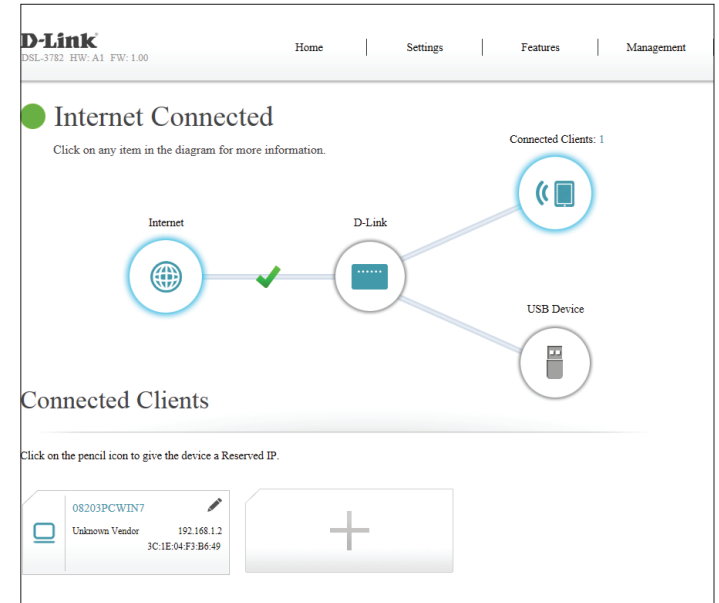 D-Link
DSL-3782 HW: A1 FW: 1.00
Home
Settings
Features
Management
Internet Connected
Click on any item in the diagram for more information.
Connected Clients: 1
Internet
D-Link
USB Device
Connected Clients
Click on the pencil icon to give the device a Reserved IP.
08203PCWIN7
Unknown Vendor 192.168.1.2
3C:1E:04:F3:B6:49